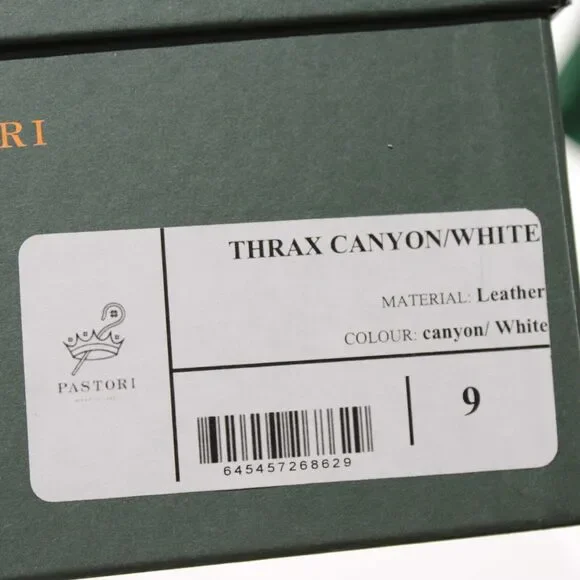 RI
THRAX CANYON/WHITE
MATERIAL: Leather
COLOUR: canyon/ White
PASTORI
9
645457268629